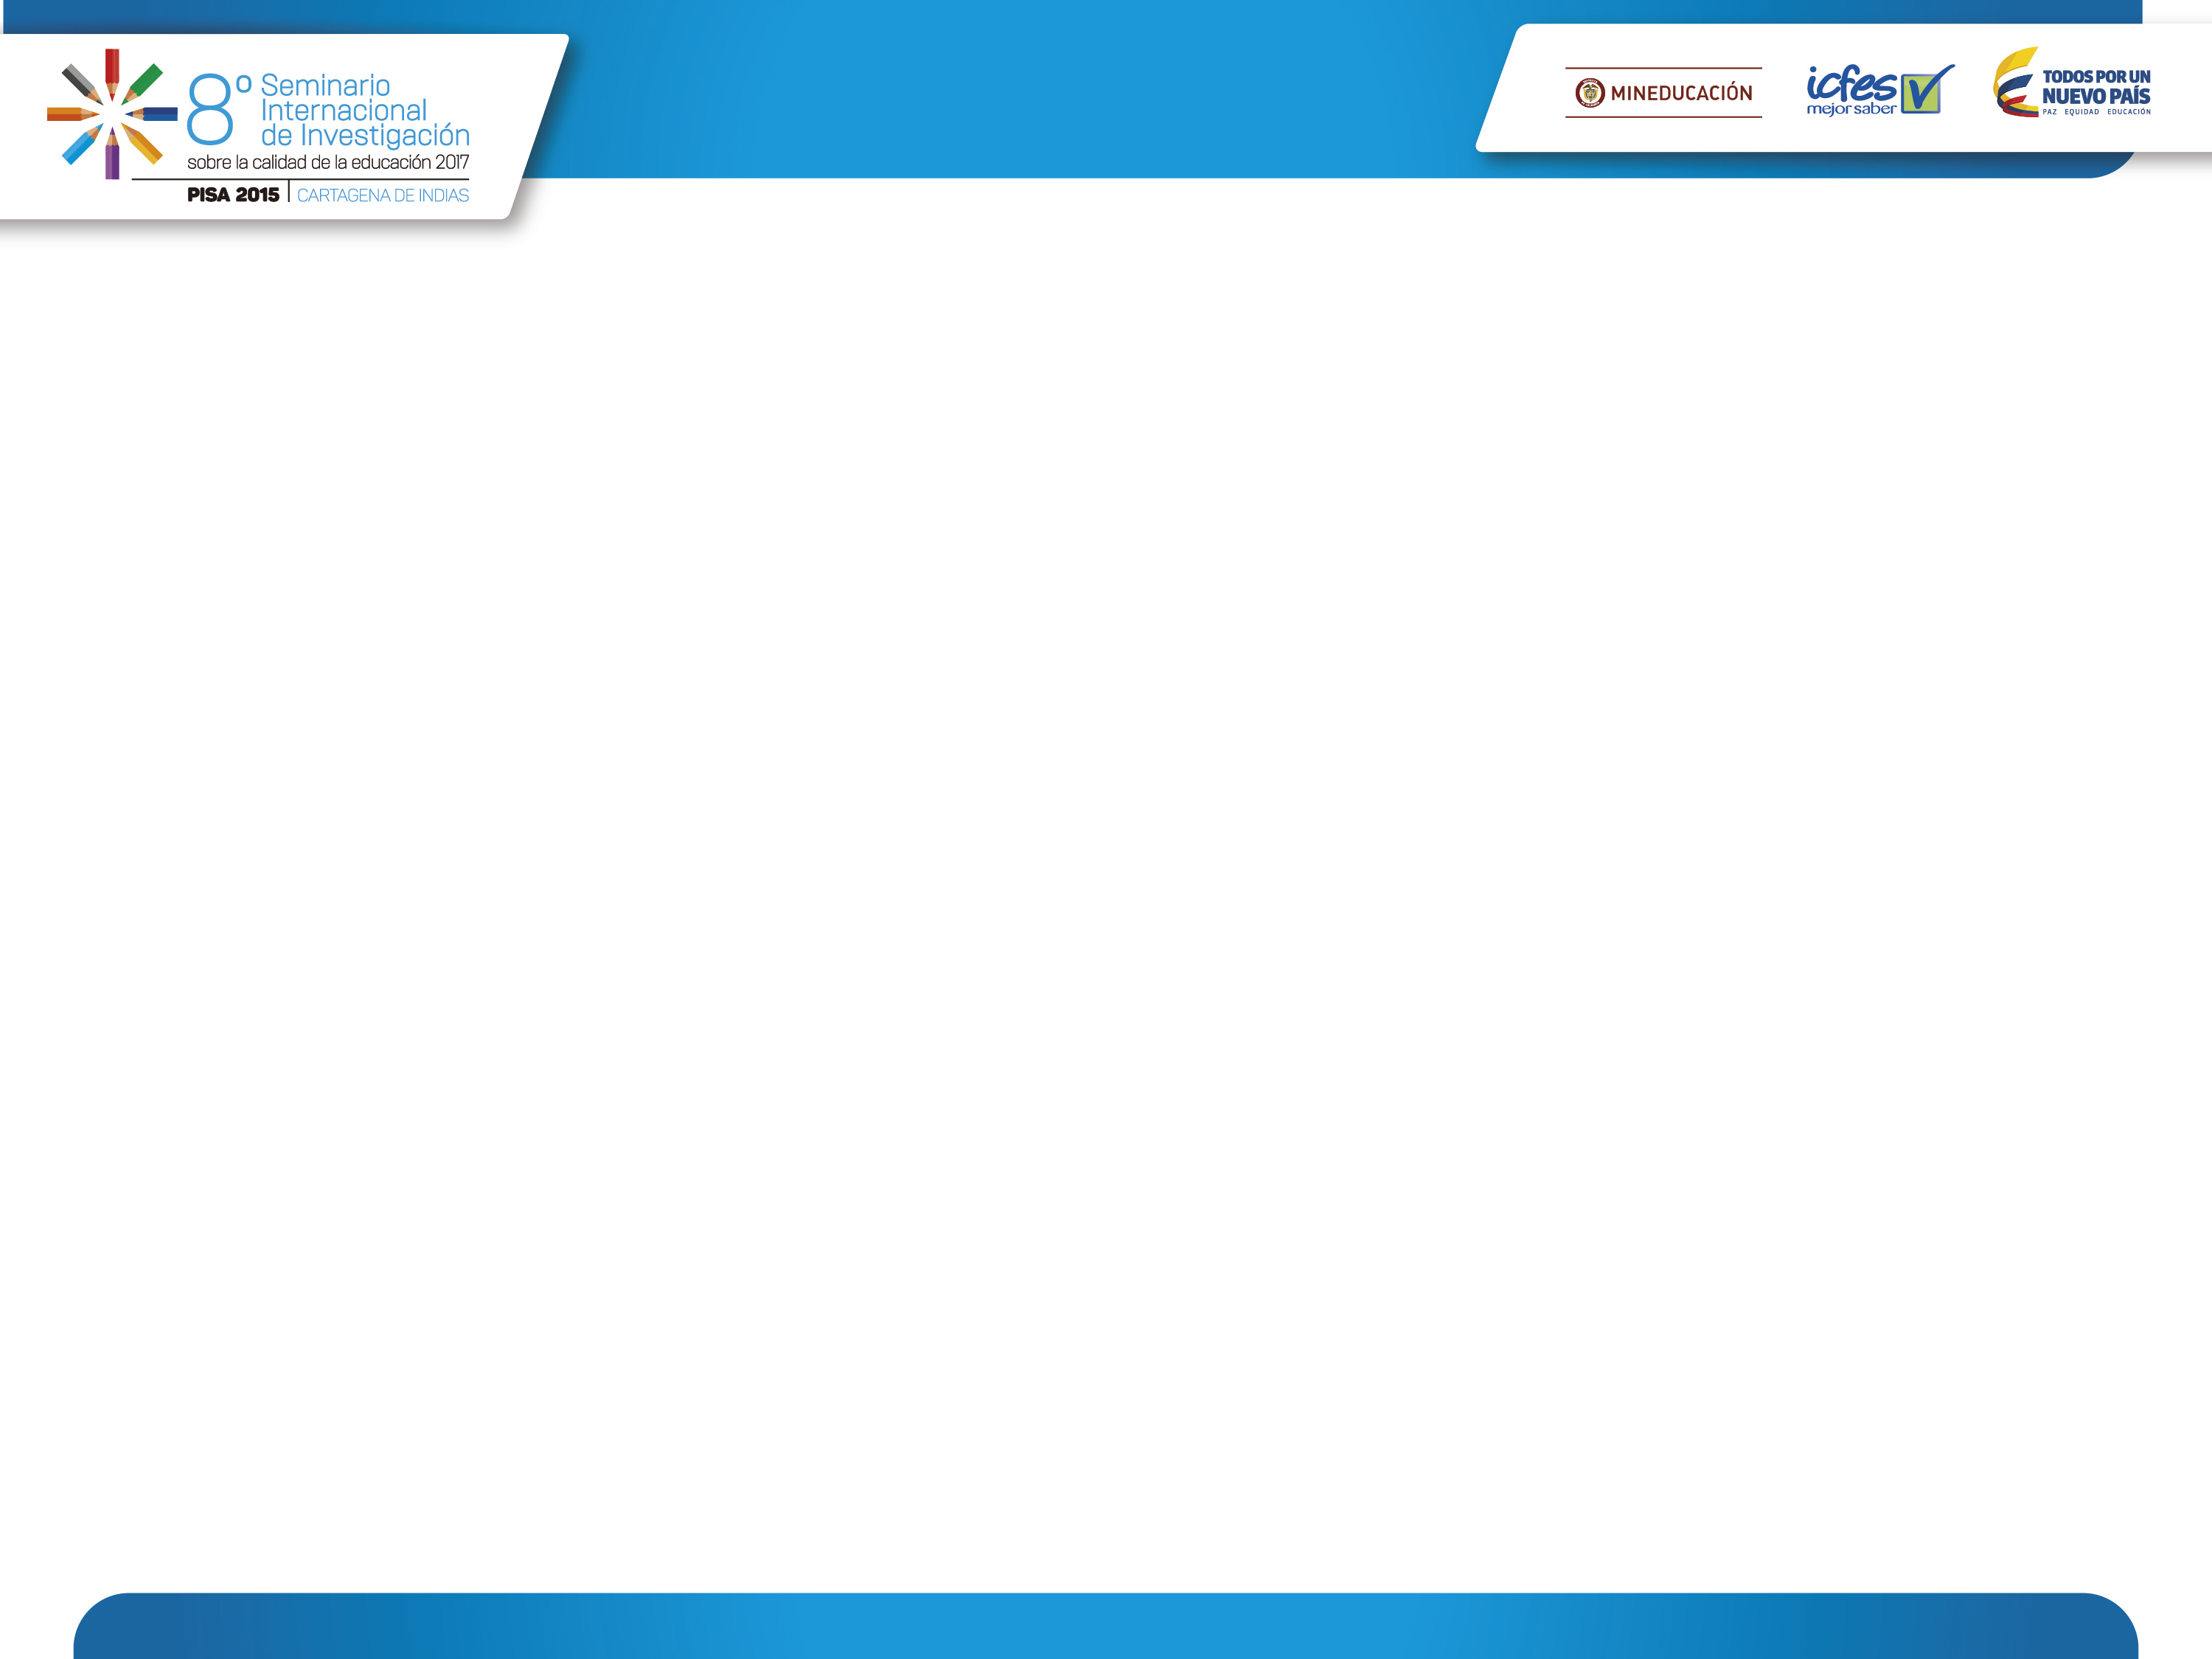 8º Seminario
Internacional
de Investigación
sobre la calidad de la educación 2017
PISA 2015 | CARTAGENA DE INDIAS
MINEDUCACIÓN
icfes
mejor saber
TODOS POR UN
NUEVO PAÍS
PAZ EQUIDAD EDUCACIÓN